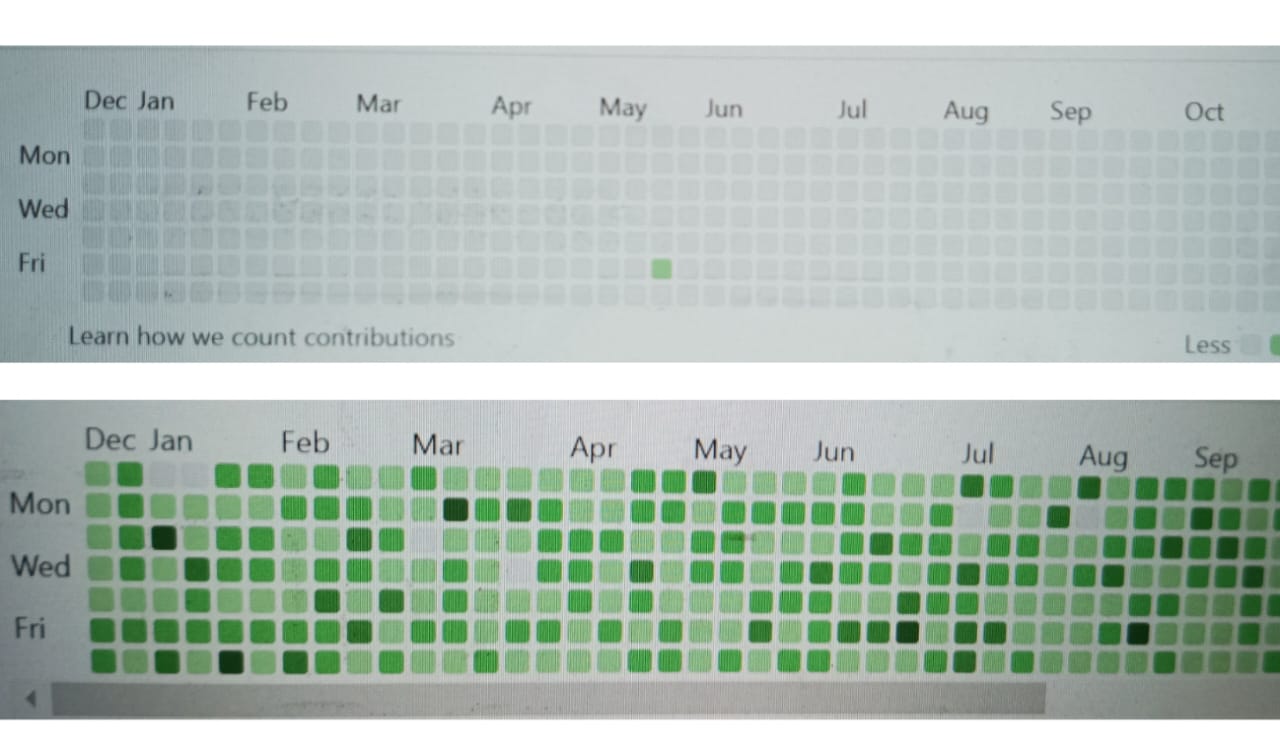 Dec Jan Feb Mar Apr May Jun Jul Aug Sep Oct
Mon
Wed
Fri
Learn how we count contributions Less
Dec Jan Feb Mar Apr May Jun Jul Aug Sep
Mon
Wed
Fri